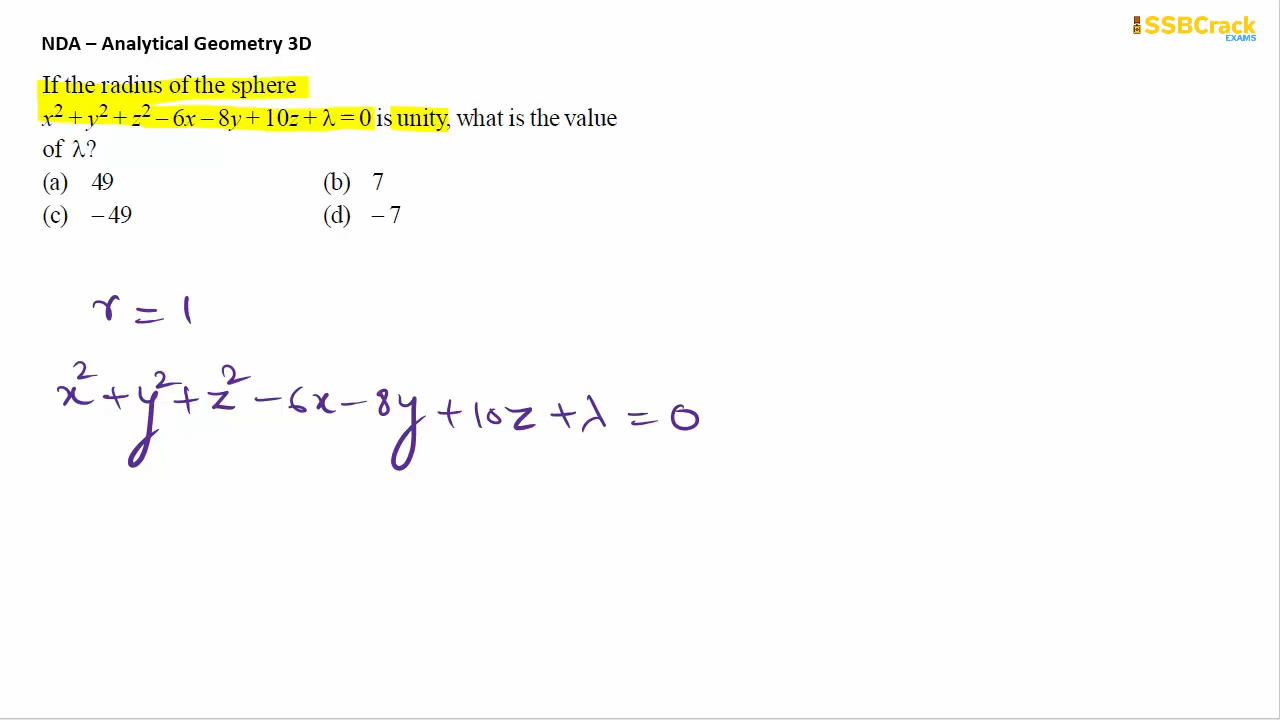 SSBCrack
EXAMS
NDA – Analytical Geometry 3D
If the radius of the sphere
x² + y² + z² – 6x – 8y + 10z + λ = 0 is unity, what is the value
of λ?
(a) 49 (b) 7
(c) – 49 (d) – 7
r = 1
x² + y² + z² – 6x – 8y + 10z + λ = 0